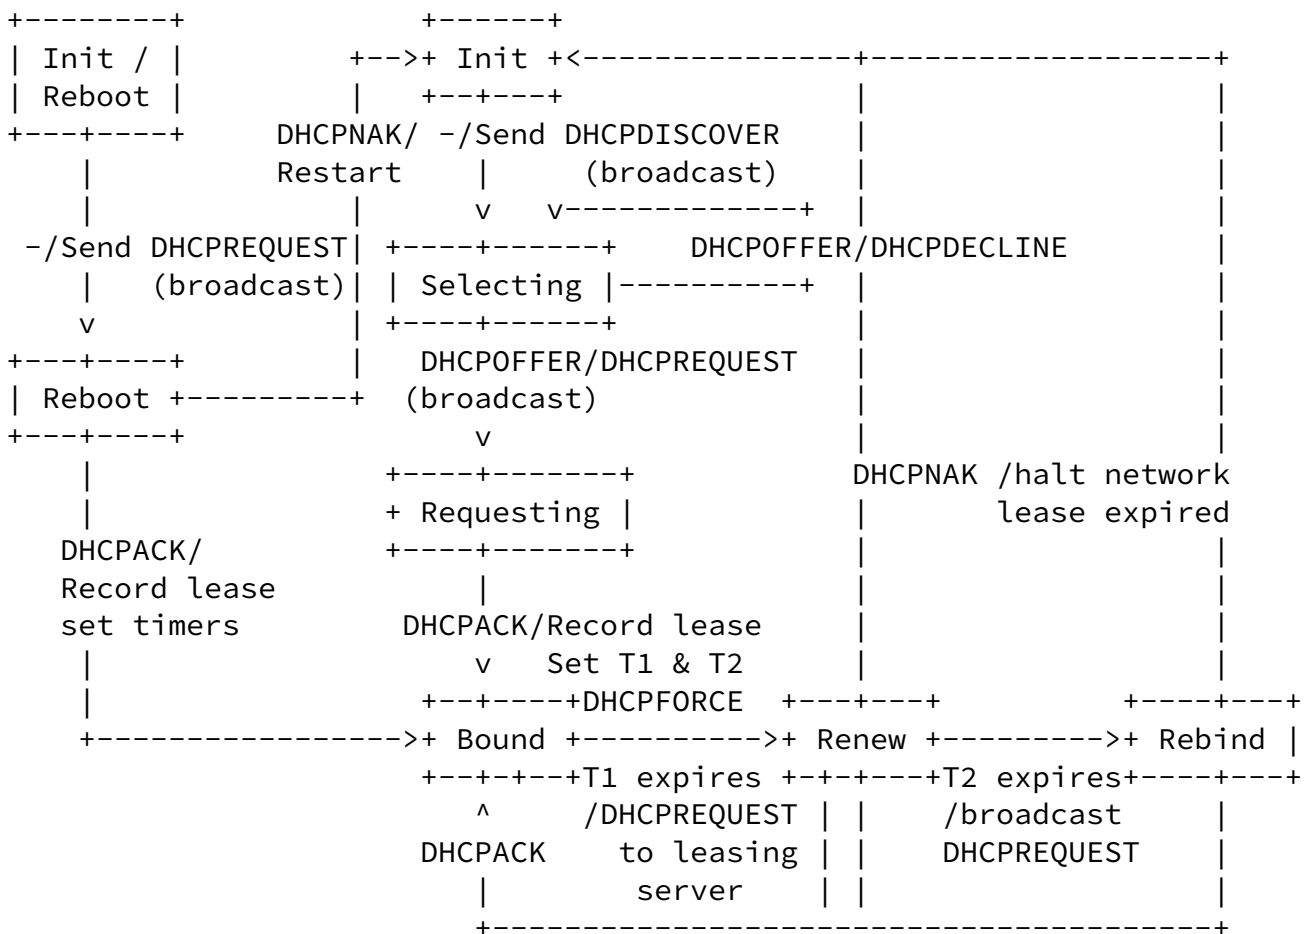 +--------+             +------+
| Init / |         +-->+ Init +<---------------+-------------------+
| Reboot |         |   +--+---+                |                   |
+---+----+     DHCPNAK/ -/Send DHCPDISCOVER    |                   |
    |          Restart    |     (broadcast)    |                   |
    |              |      v   v-------------+  |                   |
 -/Send DHCPREQUEST| +----+------+    DHCPOFFER/DHCPDECLINE        |
    |   (broadcast)| | Selecting |----------+  |                   |
    v              | +----+------+             |                   |
+---+----+         |   DHCPOFFER/DHCPREQUEST   |                   |
| Reboot +---------+  (broadcast)              |                   |
+---+----+                v                    |                   |
    |                +----+-------+            DHCPNAK /halt network
    |                + Requesting |            |       lease expired
   DHCPACK/          +----+-------+            |                   |
   Record lease           |                    |                   |
   set timers         DHCPACK/Record lease     |                   |
    |                     v   Set T1 & T2      |                   |
    |                  +--+----+DHCPFORCE  +---+---+          +----+---+
    +----------------->+ Bound +---------->+ Renew +--------->+ Rebind |
                       +--+-+--+T1 expires +-+-+---+T2 expires+----+---+
                          ^     /DHCPREQUEST | |    /broadcast     |
                       DHCPACK    to leasing | |    DHCPREQUEST    |
                          |        server    | |                   |
                          +----------------------------------------+